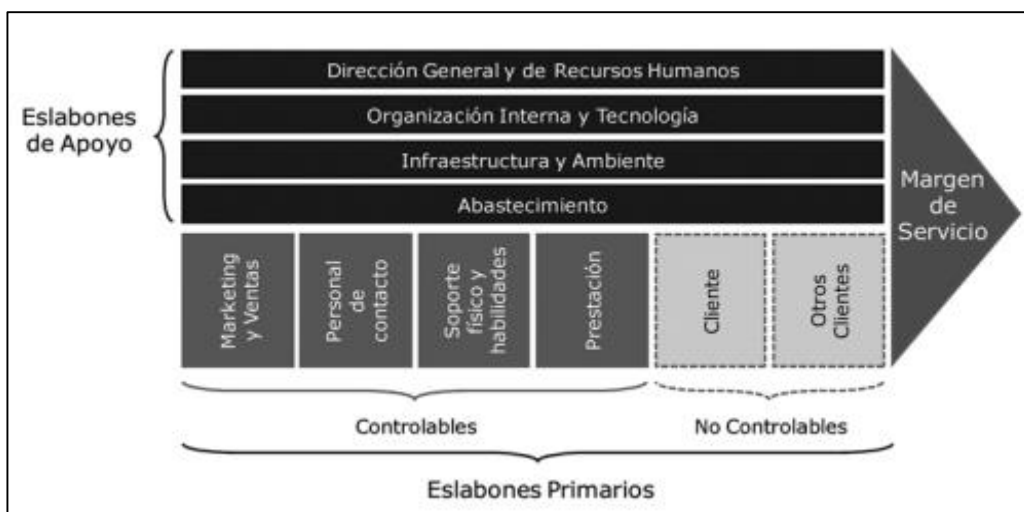 Eslabones
de Apoyo
Dirección General y de Recursos Humanos
Organización Interna y Tecnología
Infraestructura y Ambiente
Abastecimiento
Marketing
y Ventas
Personal
de
contacto
Soporte
físico y
habilidades
Prestación
Cliente
Otros
Clientes
Margen
de
Servicio
Controlables
No Controlables
Eslabones Primarios